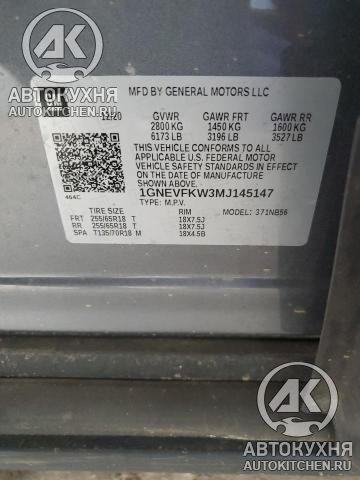 MFD BY GENERAL MOTORS LLC
GVWR GAWR FRT GAWR RR
2800 KG 1450 KG 1600 KG
6173 LB 3196 LB 3527 LB
THIS VEHICLE CONFORMS TO ALL
APPLICABLE U.S. FEDERAL MOTOR
VEHICLE SAFETY STANDARDS IN
EFFECT ON THE DATE OF
MANUFACTURE SHOWN ABOVE.
464C 1GNEVFKW3MJ145147
TYPE: M.P.V.
TIRE SIZE RIM MODEL: 371NB56
FRT 255/65R18 T 18X7.5J
RR 255/65R18 T 18X7.5J
SPA T135/70R18 M 18X4.5B
АК
АВТОКУХНЯ
AUTOKITCHEN.RU
АК
АВТОКУХНЯ
AUTOKITCHEN.RU